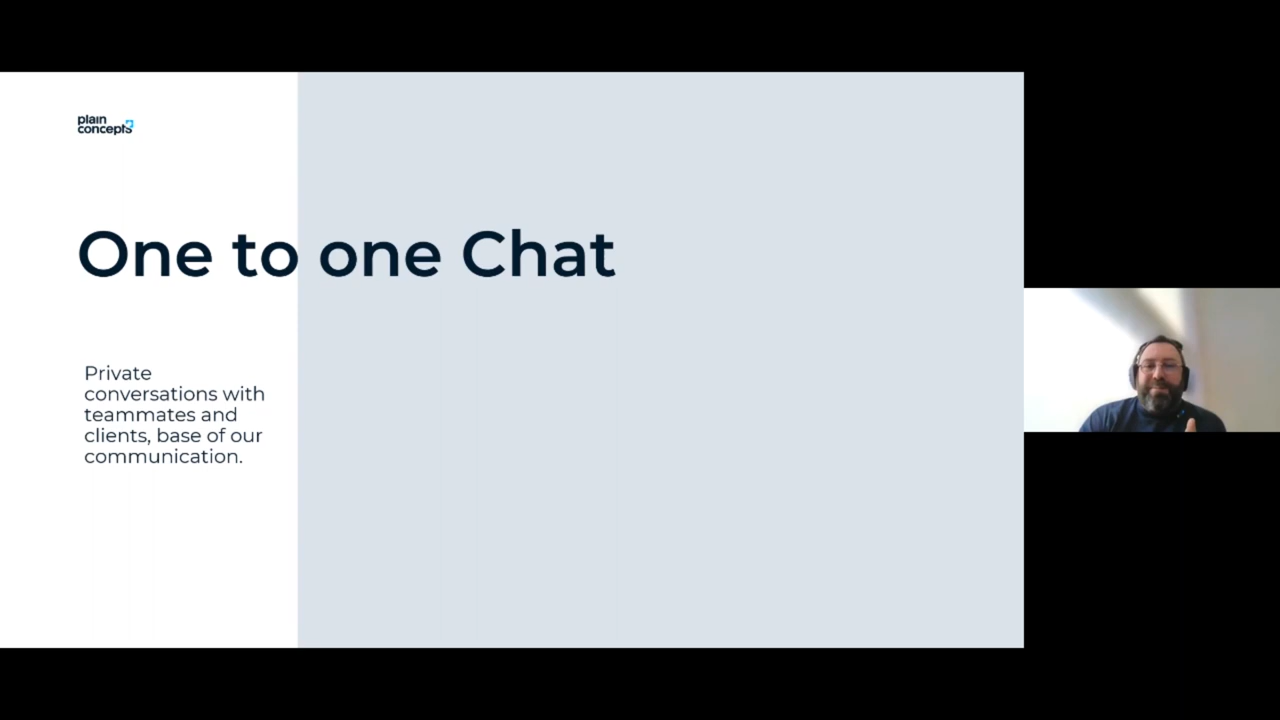 plain
concepts
One to one Chat
Private
conversations with
teammates and
clients, base of our
communication.